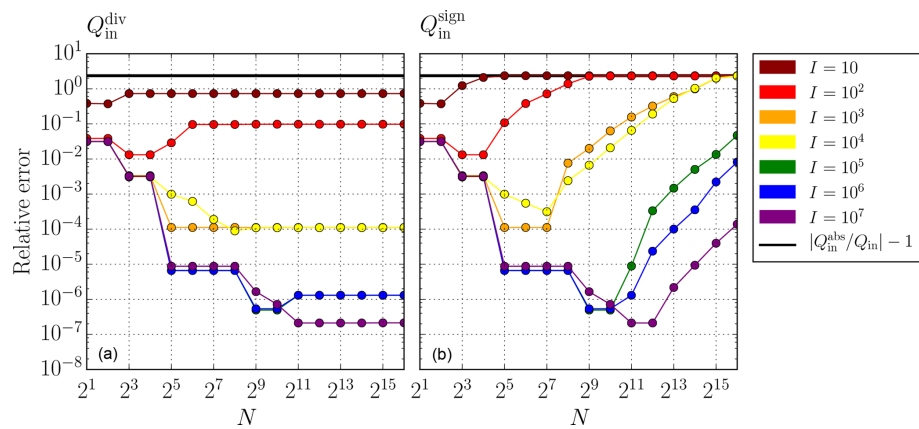 Q_in^div
Q_in^sign
Relative error
10^1
10^0
10^-1
10^-2
10^-3
10^-4
10^-5
10^-6
10^-7
10^-8
(a)
2^1 2^3 2^5 2^7 2^9 2^11 2^13 2^15
N
(b)
2^1 2^3 2^5 2^7 2^9 2^11 2^13 2^15
N
I = 10
I = 10^2
I = 10^3
I = 10^4
I = 10^5
I = 10^6
I = 10^7
|Q_in^abs/Q_in| − 1